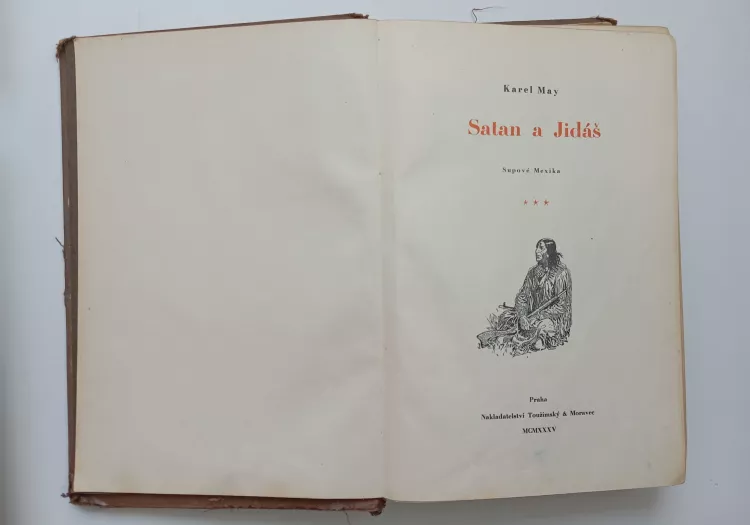 Karel May
Satan a Jidáš
Supové Mexika
★ ★ ★
Praha
Nakladatelství Toužimský & Moravec
MCMXXXV